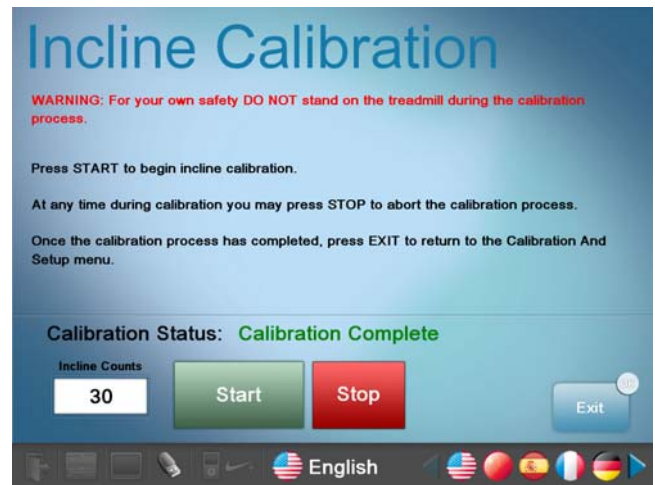 Incline Calibration
WARNING: For your own safety DO NOT stand on the treadmill during the calibration
process.
Press START to begin incline calibration.
At any time during calibration you may press STOP to abort the calibration process.
Once the calibration process has completed, press EXIT to return to the Calibration And
Setup menu.
Calibration Status: Calibration Complete
Incline Counts
30
Start
Stop
Exit
English